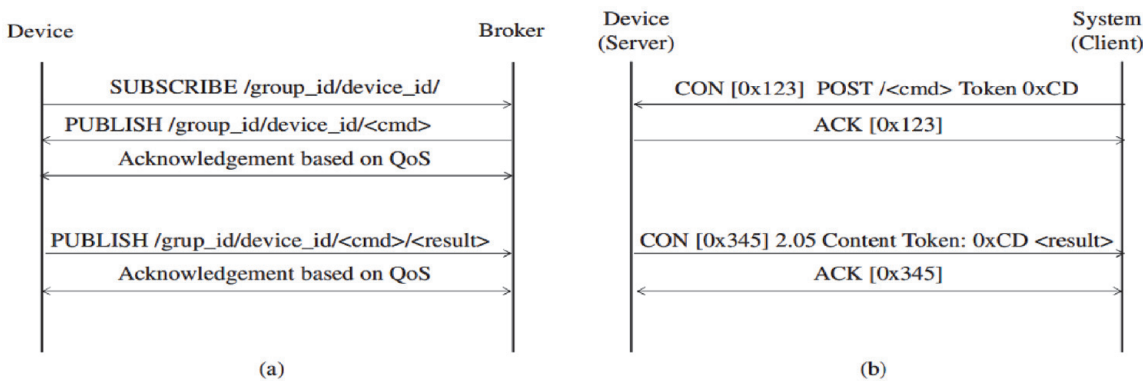 Device
Broker
SUBSCRIBE /group_id/device_id/
PUBLISH /group_id/device_id/<cmd>
Acknowledgement based on QoS
PUBLISH /grup_id/device_id/<cmd>/<result>
Acknowledgement based on QoS
(a)
Device
(Server)
System
(Client)
CON [0x123] POST /<cmd> Token 0xCD
ACK [0x123]
CON [0x345] 2.05 Content Token: 0xCD <result>
ACK [0x345]
(b)